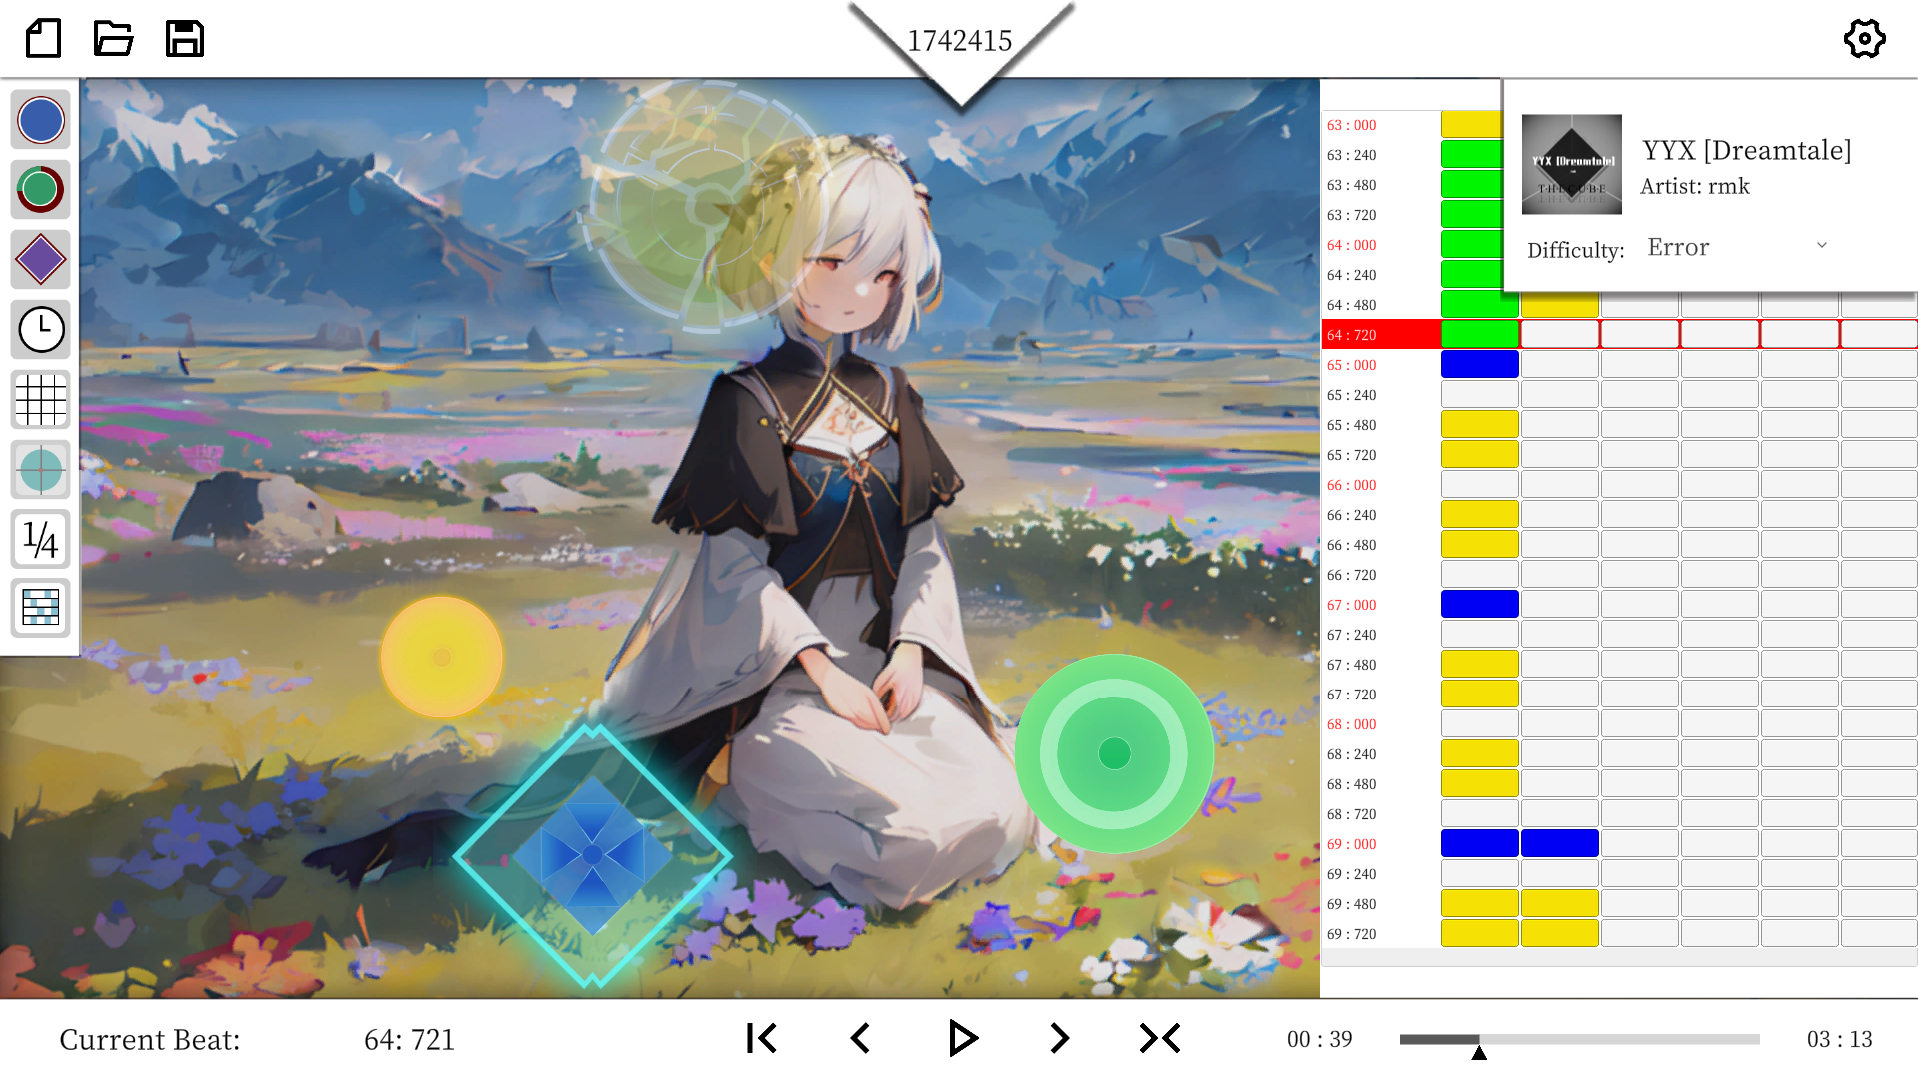 1742415
YYX [Dreamtale]
THECUBE
YYX [Dreamtale]
Artist: rmk
Difficulty: Error
1/4
63 : 000
63 : 240
63 : 480
63 : 720
64 : 000
64 : 240
64 : 480
64 : 720
65 : 000
65 : 240
65 : 480
65 : 720
66 : 000
66 : 240
66 : 480
66 : 720
67 : 000
67 : 240
67 : 480
67 : 720
68 : 000
68 : 240
68 : 480
68 : 720
69 : 000
69 : 240
69 : 480
69 : 720
Current Beat: 64: 721
00 : 39
03 : 13